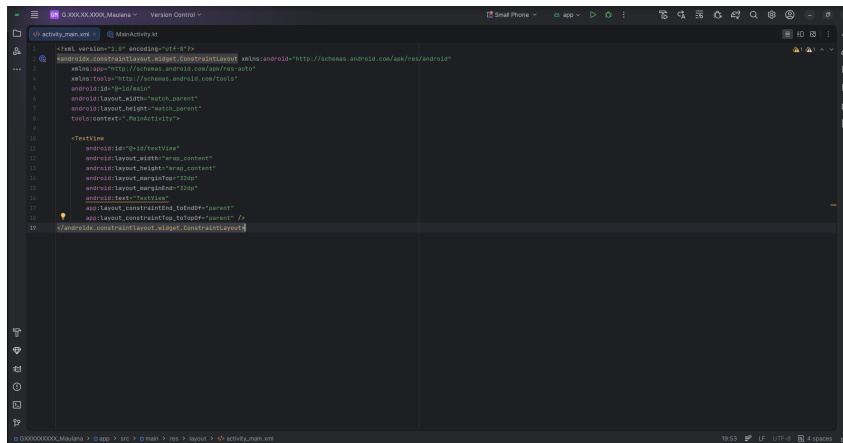 G.XXX.XX.XXXX_Maulana
Version Control
Small Phone
app
activity_main.xml
MainActivity.kt
1 <?xml version="1.0" encoding="utf-8"?>
2 <androidx.constraintlayout.widget.ConstraintLayout xmlns:android="http://schemas.android.com/apk/res/android"
3 xmlns:app="http://schemas.android.com/apk/res-auto"
4 xmlns:tools="http://schemas.android.com/tools"
5 android:id="@+id/main"
6 android:layout_width="match_parent"
7 android:layout_height="match_parent"
8 tools:context=".MainActivity">
9
10 <TextView
11 android:id="@+id/textView"
12 android:layout_width="wrap_content"
13 android:layout_height="wrap_content"
14 android:layout_marginTop="32dp"
15 android:layout_marginEnd="32dp"
16 android:text="TextView"
17 app:layout_constraintEnd_toEndOf="parent"
18 app:layout_constraintTop_toTopOf="parent" />
19 </androidx.constraintlayout.widget.ConstraintLayout>
1 1
app > src > main > res > layout > activity_main.xml
19:53 LF UTF-8 4 spaces